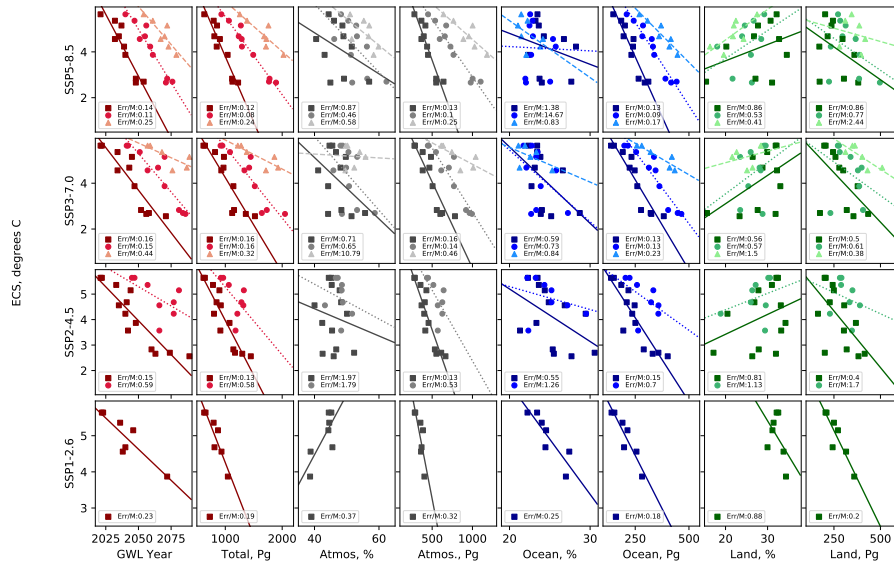 ECS, degrees C
SSP5-8.5
4
2
Err/M:0.14
Err/M:0.11
Err/M:0.25
Err/M:0.12
Err/M:0.08
Err/M:0.24
Err/M:0.87
Err/M:0.46
Err/M:0.58
Err/M:0.13
Err/M:0.1
Err/M:0.25
Err/M:1.38
Err/M:14.67
Err/M:0.83
Err/M:0.13
Err/M:0.09
Err/M:0.17
Err/M:0.86
Err/M:0.53
Err/M:0.41
Err/M:0.86
Err/M:0.77
Err/M:2.44
SSP3-7.0
4
2
Err/M:0.16
Err/M:0.15
Err/M:0.44
Err/M:0.16
Err/M:0.14
Err/M:0.32
Err/M:0.71
Err/M:0.65
Err/M:10.79
Err/M:0.16
Err/M:0.14
Err/M:0.46
Err/M:0.59
Err/M:0.73
Err/M:0.84
Err/M:0.13
Err/M:0.13
Err/M:0.23
Err/M:0.56
Err/M:0.57
Err/M:1.5
Err/M:0.5
Err/M:0.61
Err/M:0.38
SSP2-4.5
5
4
3
2
Err/M:0.15
Err/M:0.59
Err/M:0.13
Err/M:0.58
Err/M:1.97
Err/M:1.79
Err/M:0.13
Err/M:0.53
Err/M:0.55
Err/M:1.26
Err/M:0.15
Err/M:0.7
Err/M:0.81
Err/M:1.13
Err/M:0.4
Err/M:1.7
SSP1-2.6
5
4
3
Err/M:0.23
Err/M:0.19
Err/M:0.37
Err/M:0.32
Err/M:0.25
Err/M:0.18
Err/M:0.88
Err/M:0.2
2025 2050 2075
1000 2000
40 60
500 1000
20 30
250 500
20 30
250 500
GWL Year
Total, Pg
Atmos, %
Atmos., Pg
Ocean, %
Ocean, Pg
Land, %
Land, Pg